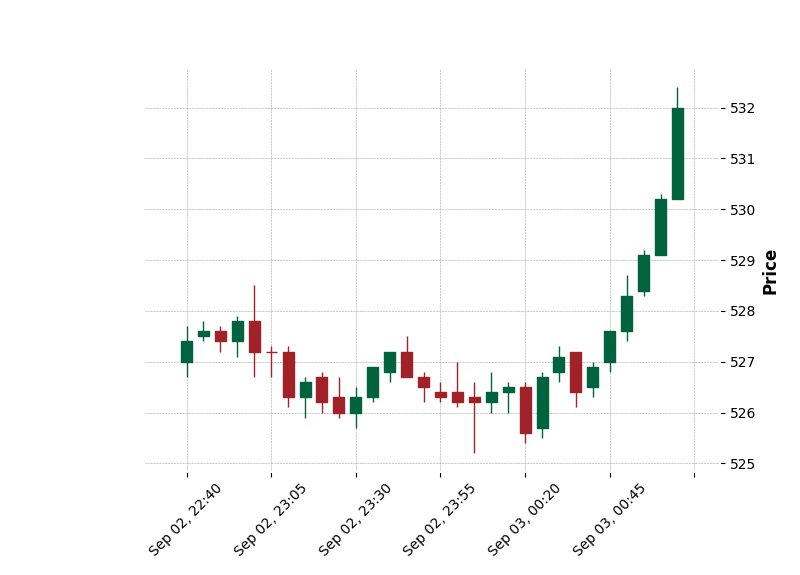 532
531
530
529
528
527
526
525
Price
Sep 02, 22:40
Sep 02, 23:05
Sep 02, 23:30
Sep 02, 23:55
Sep 03, 00:20
Sep 03, 00:45